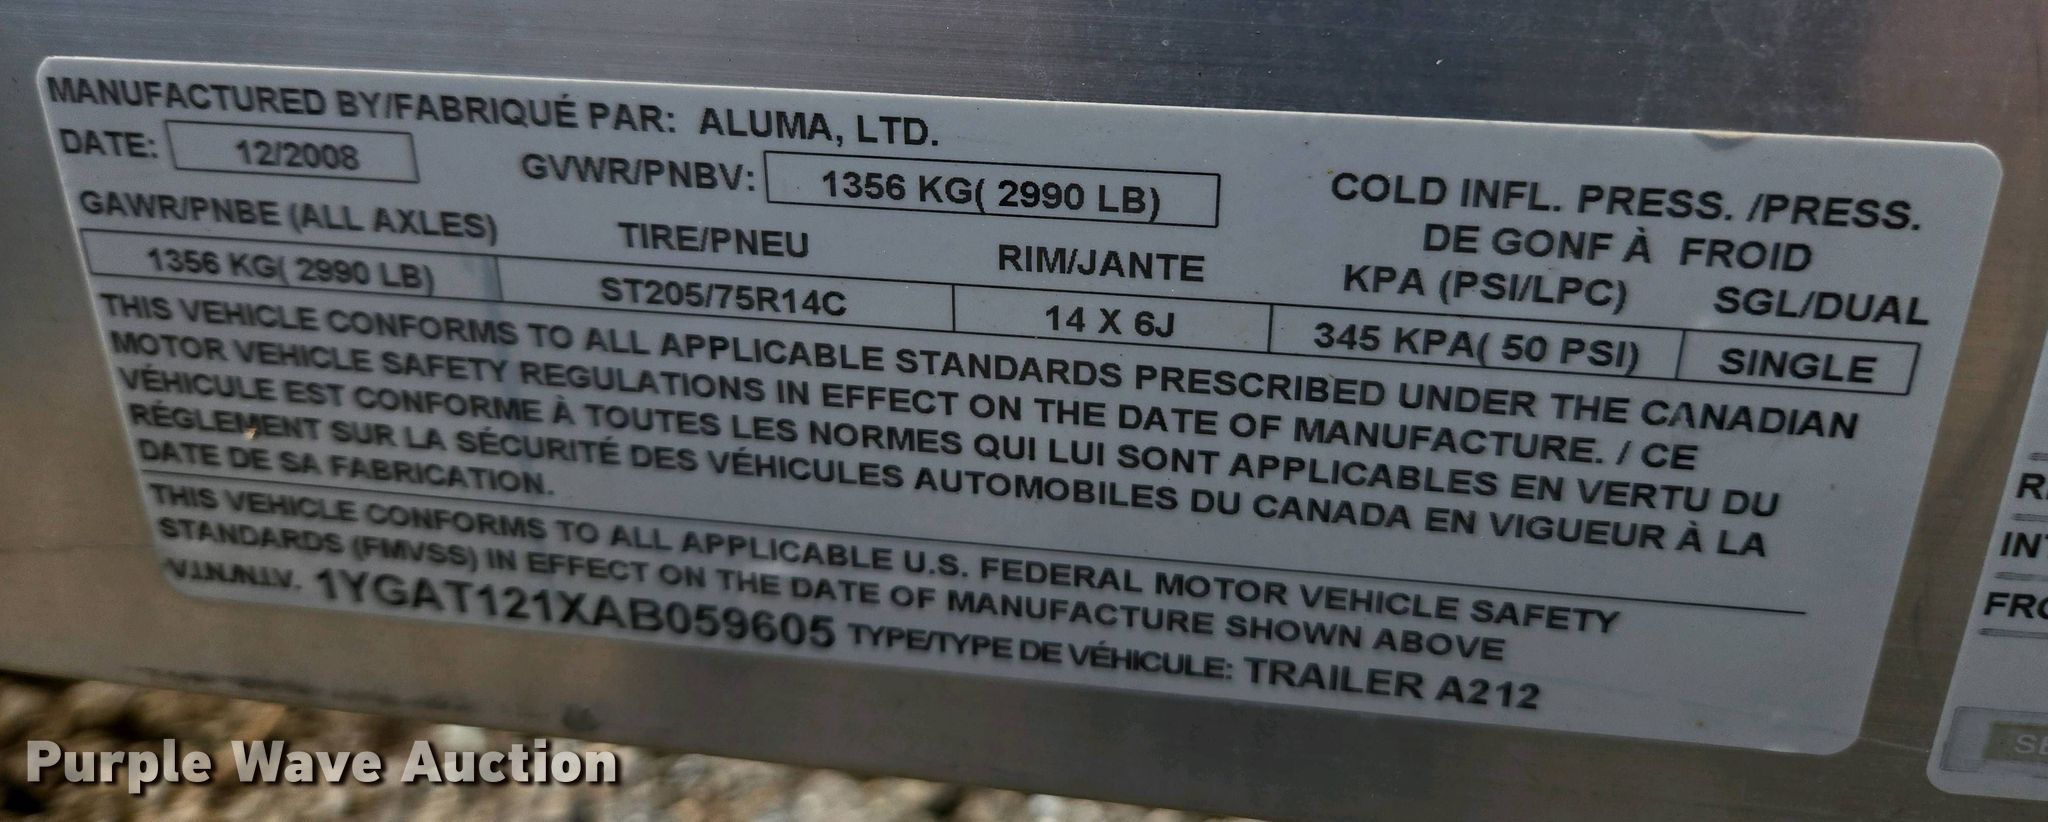 MANUFACTURED BY/FABRIQUÉ PAR: ALUMA, LTD.
DATE: 12/2008 GVWR/PNBV: 1356 KG( 2990 LB)
GAWR/PNBE (ALL AXLES) TIRE/PNEU RIM/JANTE COLD INFL. PRESS. /PRESS.
DE GONF À FROID
KPA (PSI/LPC) SGL/DUAL
1356 KG( 2990 LB) ST205/75R14C 14 X 6J 345 KPA( 50 PSI) SINGLE
THIS VEHICLE CONFORMS TO ALL APPLICABLE STANDARDS PRESCRIBED UNDER THE CANADIAN
MOTOR VEHICLE SAFETY REGULATIONS IN EFFECT ON THE DATE OF MANUFACTURE. / CE
VÉHICULE EST CONFORME À TOUTES LES NORMES QUI LUI SONT APPLICABLES EN VERTU DU
RÉGLEMENT SUR LA SÉCURITÉ DES VÉHICULES AUTOMOBILES DU CANADA EN VIGUEUR À LA
DATE DE SA FABRICATION.
THIS VEHICLE CONFORMS TO ALL APPLICABLE U.S. FEDERAL MOTOR VEHICLE SAFETY
STANDARDS (FMVSS) IN EFFECT ON THE DATE OF MANUFACTURE SHOWN ABOVE
V.I.N./N.I.V. 1YGAT121XAB059605 TYPE/TYPE DE VÉHICULE: TRAILER A212
Purple Wave Auction